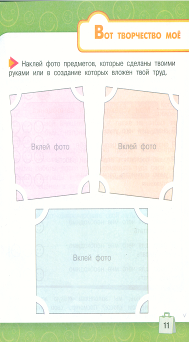 Вот творчество моё
Наклей фото предметов, которые сделаны твоими
руками или в создание которых вложен твой труд.
Вклей фото
Вклей фото
Вклей фото
11